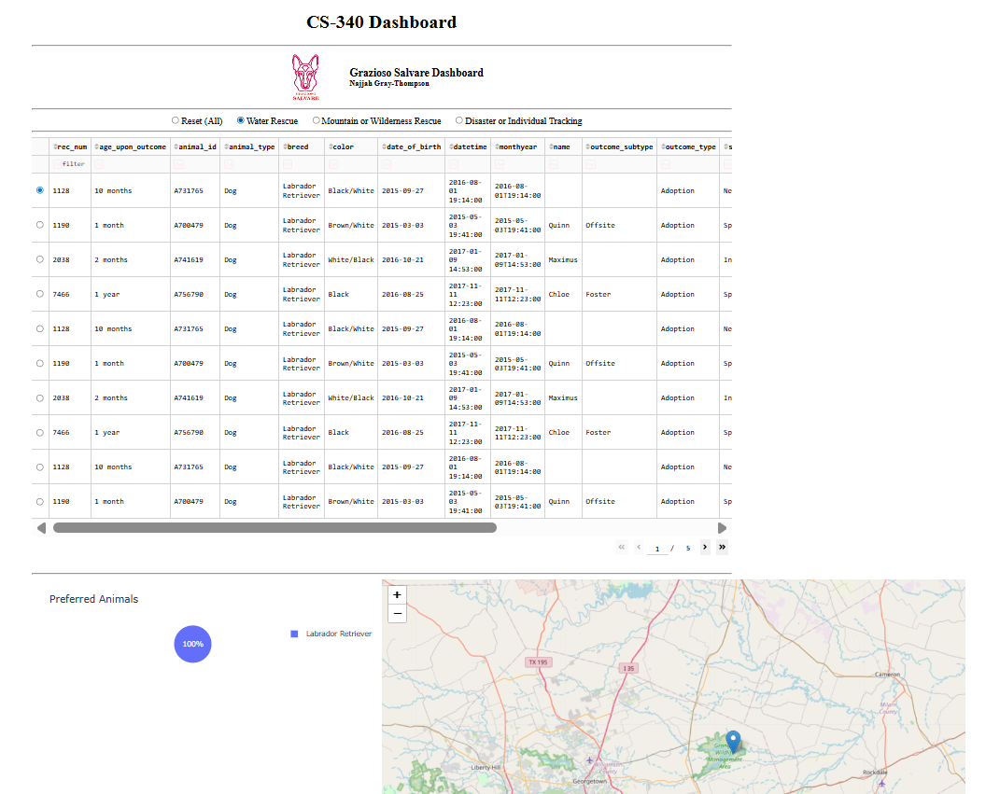 CS-340 Dashboard
SALVARE
Grazioso Salvare Dashboard
Najjah Gray-Thompson
Reset (All) Water Rescue Mountain or Wilderness Rescue Disaster or Individual Tracking
rec_num age_upon_outcome animal_id animal_type breed color date_of_birth datetime monthyear name outcome_subtype outcome_type s
filter
1128 10 months A731765 Dog Labrador Retriever Black/White 2015-09-27 2016-08-01 19:14:00 2016-08-01T19:14:00 Adoption Ne
1190 1 month A700479 Dog Labrador Retriever Brown/White 2015-03-03 2015-05-03 19:41:00 2015-05-03T19:41:00 Quinn Offsite Adoption Sp
2038 2 months A741619 Dog Labrador Retriever White/Black 2016-10-21 2017-01-09 14:53:00 2017-01-09T14:53:00 Maximus Adoption In
7466 1 year A756790 Dog Labrador Retriever Black 2016-08-25 2017-11-11 12:23:00 2017-11-11T12:23:00 Chloe Foster Adoption Sp
1128 10 months A731765 Dog Labrador Retriever Black/White 2015-09-27 2016-08-01 19:14:00 2016-08-01T19:14:00 Adoption Ne
1190 1 month A700479 Dog Labrador Retriever Brown/White 2015-03-03 2015-05-03 19:41:00 2015-05-03T19:41:00 Quinn Offsite Adoption Sp
2038 2 months A741619 Dog Labrador Retriever White/Black 2016-10-21 2017-01-09 14:53:00 2017-01-09T14:53:00 Maximus Adoption In
7466 1 year A756790 Dog Labrador Retriever Black 2016-08-25 2017-11-11 12:23:00 2017-11-11T12:23:00 Chloe Foster Adoption Sp
1128 10 months A731765 Dog Labrador Retriever Black/White 2015-09-27 2016-08-01 19:14:00 2016-08-01T19:14:00 Adoption Ne
1190 1 month A700479 Dog Labrador Retriever Brown/White 2015-03-03 2015-05-03 19:41:00 2015-05-03T19:41:00 Quinn Offsite Adoption Sp
« ‹ 1 / 5 › »
Preferred Animals
100%
Labrador Retriever
+
−
TX 195
I 35
Cameron
Milam
County
Management
Area
Liberty Hill
County
Georgetown
Rockdale